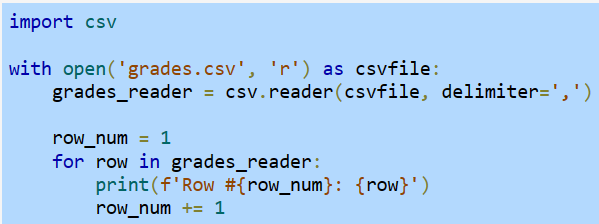 import csv

with open('grades.csv', 'r') as csvfile:
    grades_reader = csv.reader(csvfile, delimiter=',')

    row_num = 1
    for row in grades_reader:
        print(f'Row #{row_num}: {row}')
        row_num += 1